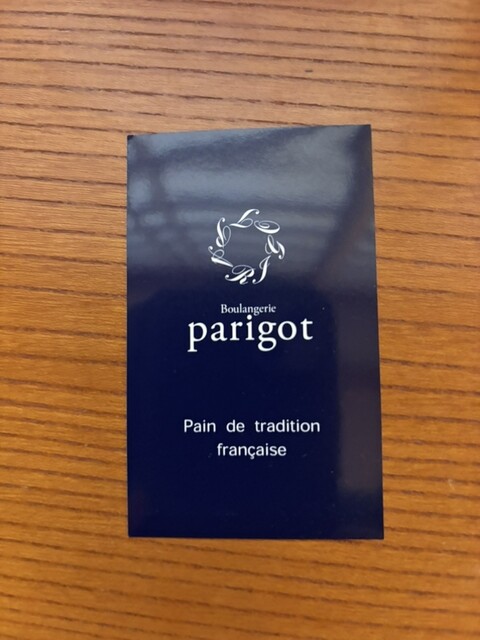 Boulangerie
parigot
Pain de tradition
française